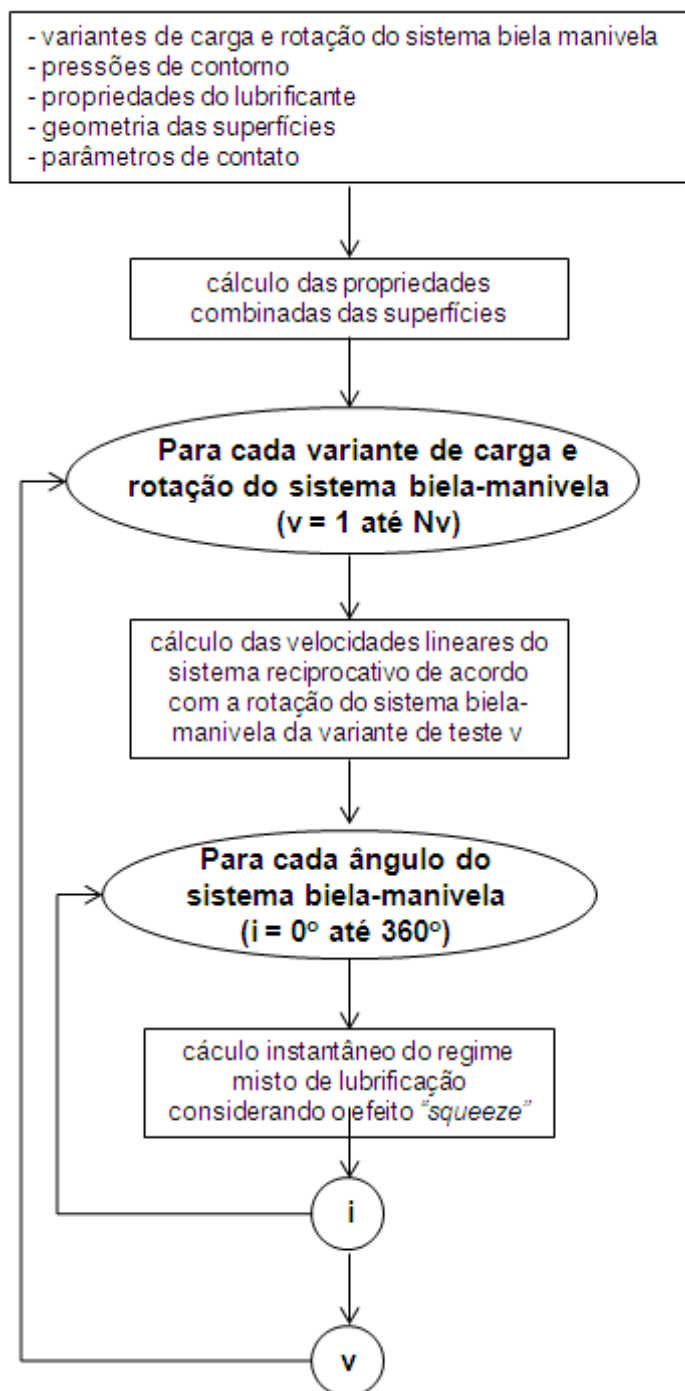 - variantes de carga e rotação do sistema biela manivela
- pressões de contorno
- propriedades do lubrificante
- geometria das superfícies
- parâmetros de contato
cálculo das propriedades
combinadas das superfícies
Para cada variante de carga e
rotação do sistema biela-manivela
(v = 1 até Nv)
cálculo das velocidades lineares do
sistema reciprocativo de acordo
com a rotação do sistema biela-
manivela da variante de teste v
Para cada ângulo do
sistema biela-manivela
(i = 0° até 360°)
cáculo instantâneo do regime
misto de lubrificação
considerando o efeito "squeeze"
i
v